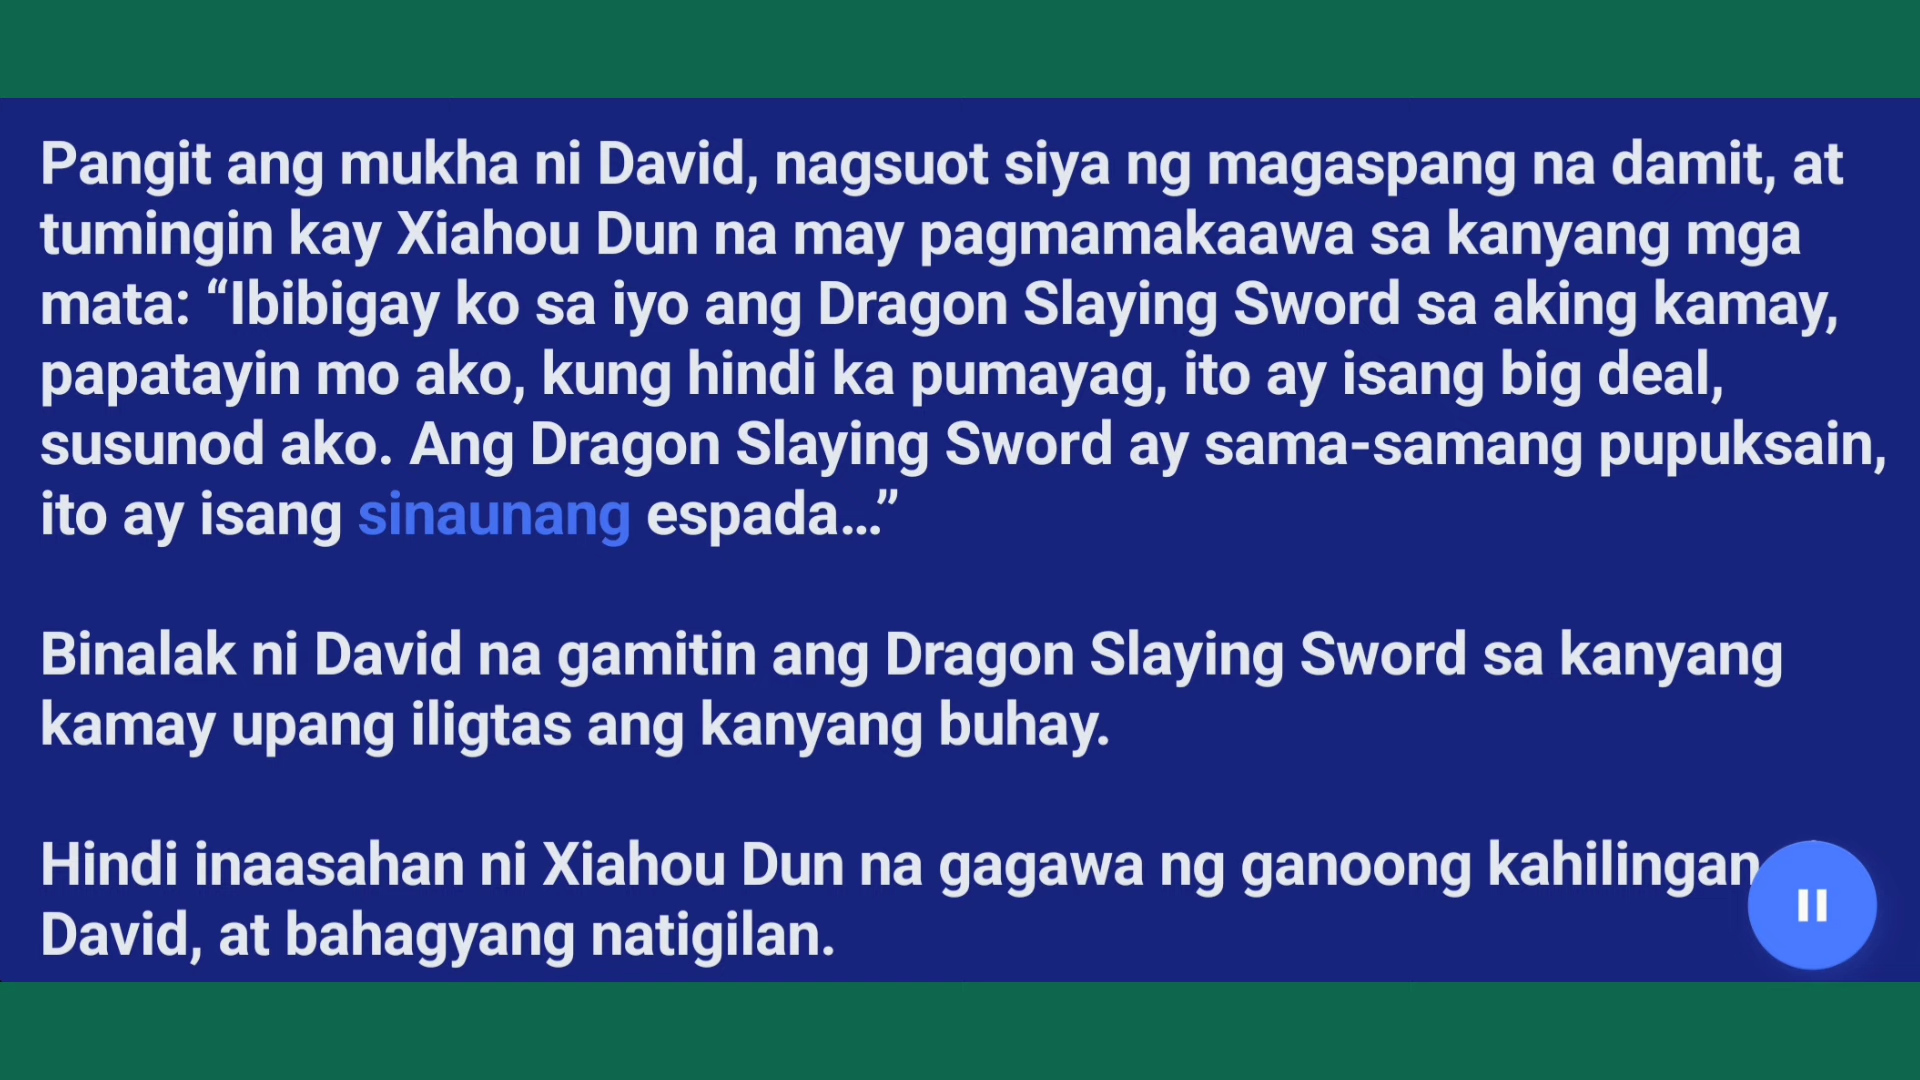 Pangit ang mukha ni David, nagsuot siya ng magaspang na damit, at
tumingin kay Xiahou Dun na may pagmamakaawa sa kanyang mga
mata: “Ibibigay ko sa iyo ang Dragon Slaying Sword sa aking kamay,
papatayin mo ako, kung hindi ka pumayag, ito ay isang big deal,
susunod ako. Ang Dragon Slaying Sword ay sama-samang pupuksain,
ito ay isang sinaunang espada…”
Binalak ni David na gamitin ang Dragon Slaying Sword sa kanyang
kamay upang iligtas ang kanyang buhay.
Hindi inaasahan ni Xiahou Dun na gagawa ng ganoong kahilingan
David, at bahagyang natigilan.